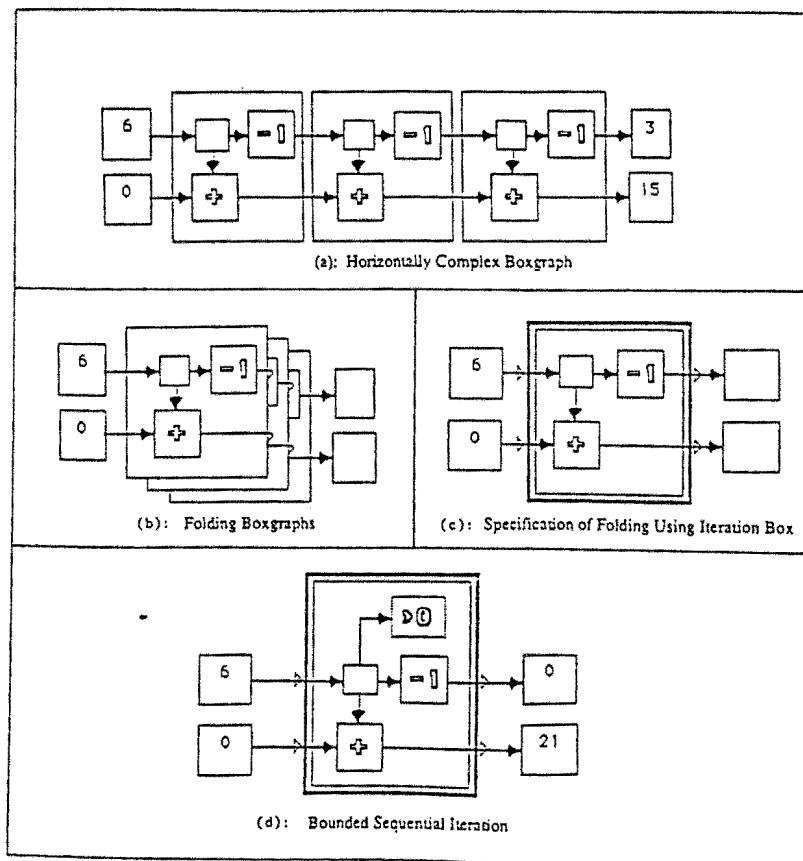 6 -1 -1 -1 3
0 + + + 15
(a): Horizontally Complex Boxgraph
6 -1
0 +
(b): Folding Boxgraphs
6 -1
0 +
(c): Specification of Folding Using Iteration Box
6 -1 0
0 + 21
(d): Bounded Sequential Iteration